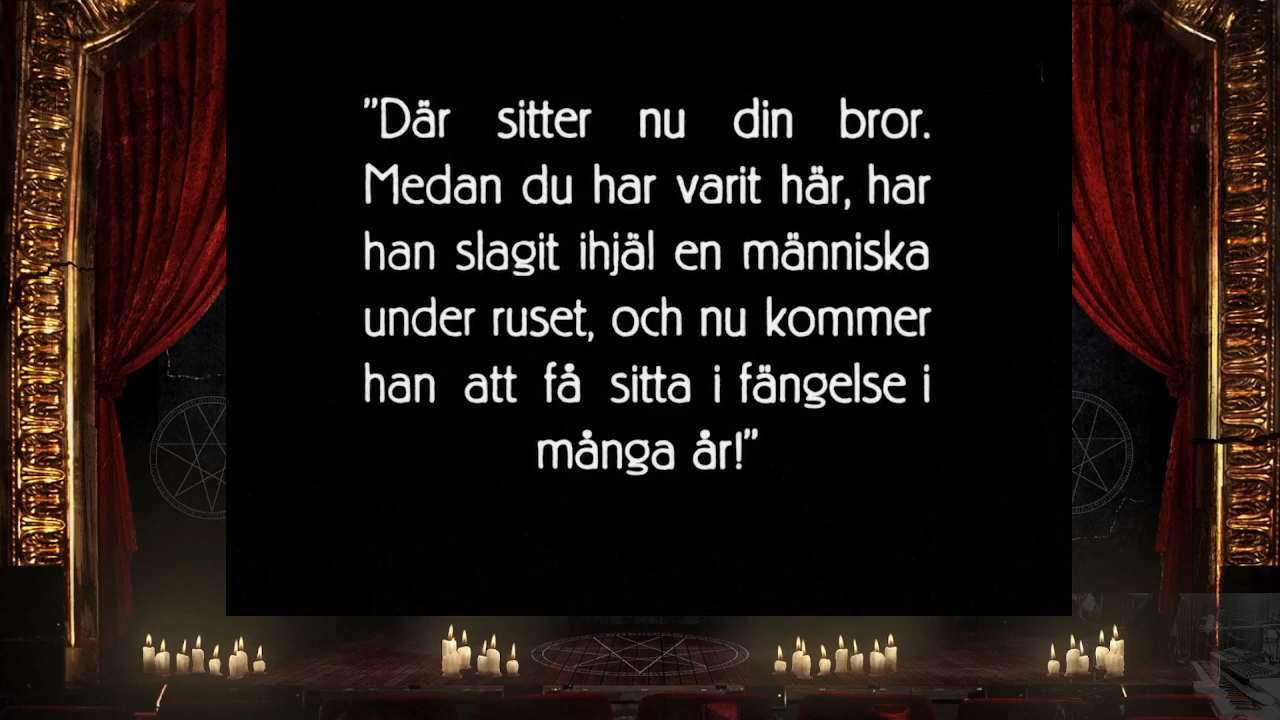 ”Där sitter nu din bror.
Medan du har varit här, har
han slagit ihjäl en människa
under ruset, och nu kommer
han att få sitta i fängelse i
många år!”